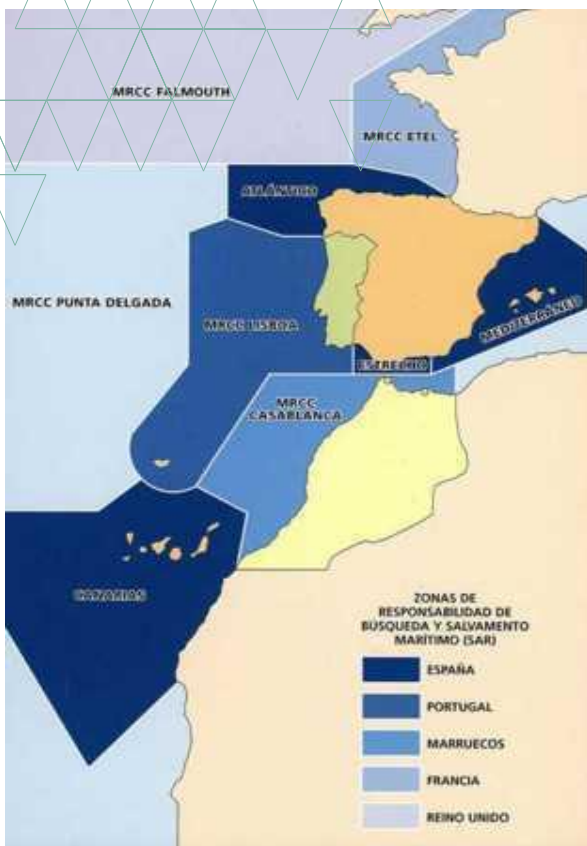 MRCC FALMOUTH
MRCC ETEL
ATLÁNTICO
MRCC PUNTA DELGADA
MRCC LISBOA
MEDITERRÁNEO
ESTRECHO
MRCC
CASABLANCA
CANARIAS
ZONAS DE
RESPONSABILIDAD DE
BÚSQUEDA Y SALVAMENTO
MARÍTIMO (SAR)
ESPAÑA
PORTUGAL
MARRUECOS
FRANCIA
REINO UNIDO